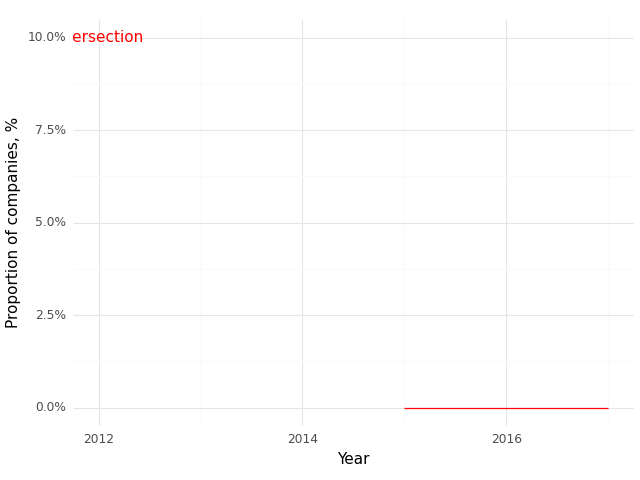 10.0%
ersection
7.5%
5.0%
2.5%
0.0%
2012
2014
2016
Year
Proportion of companies, %